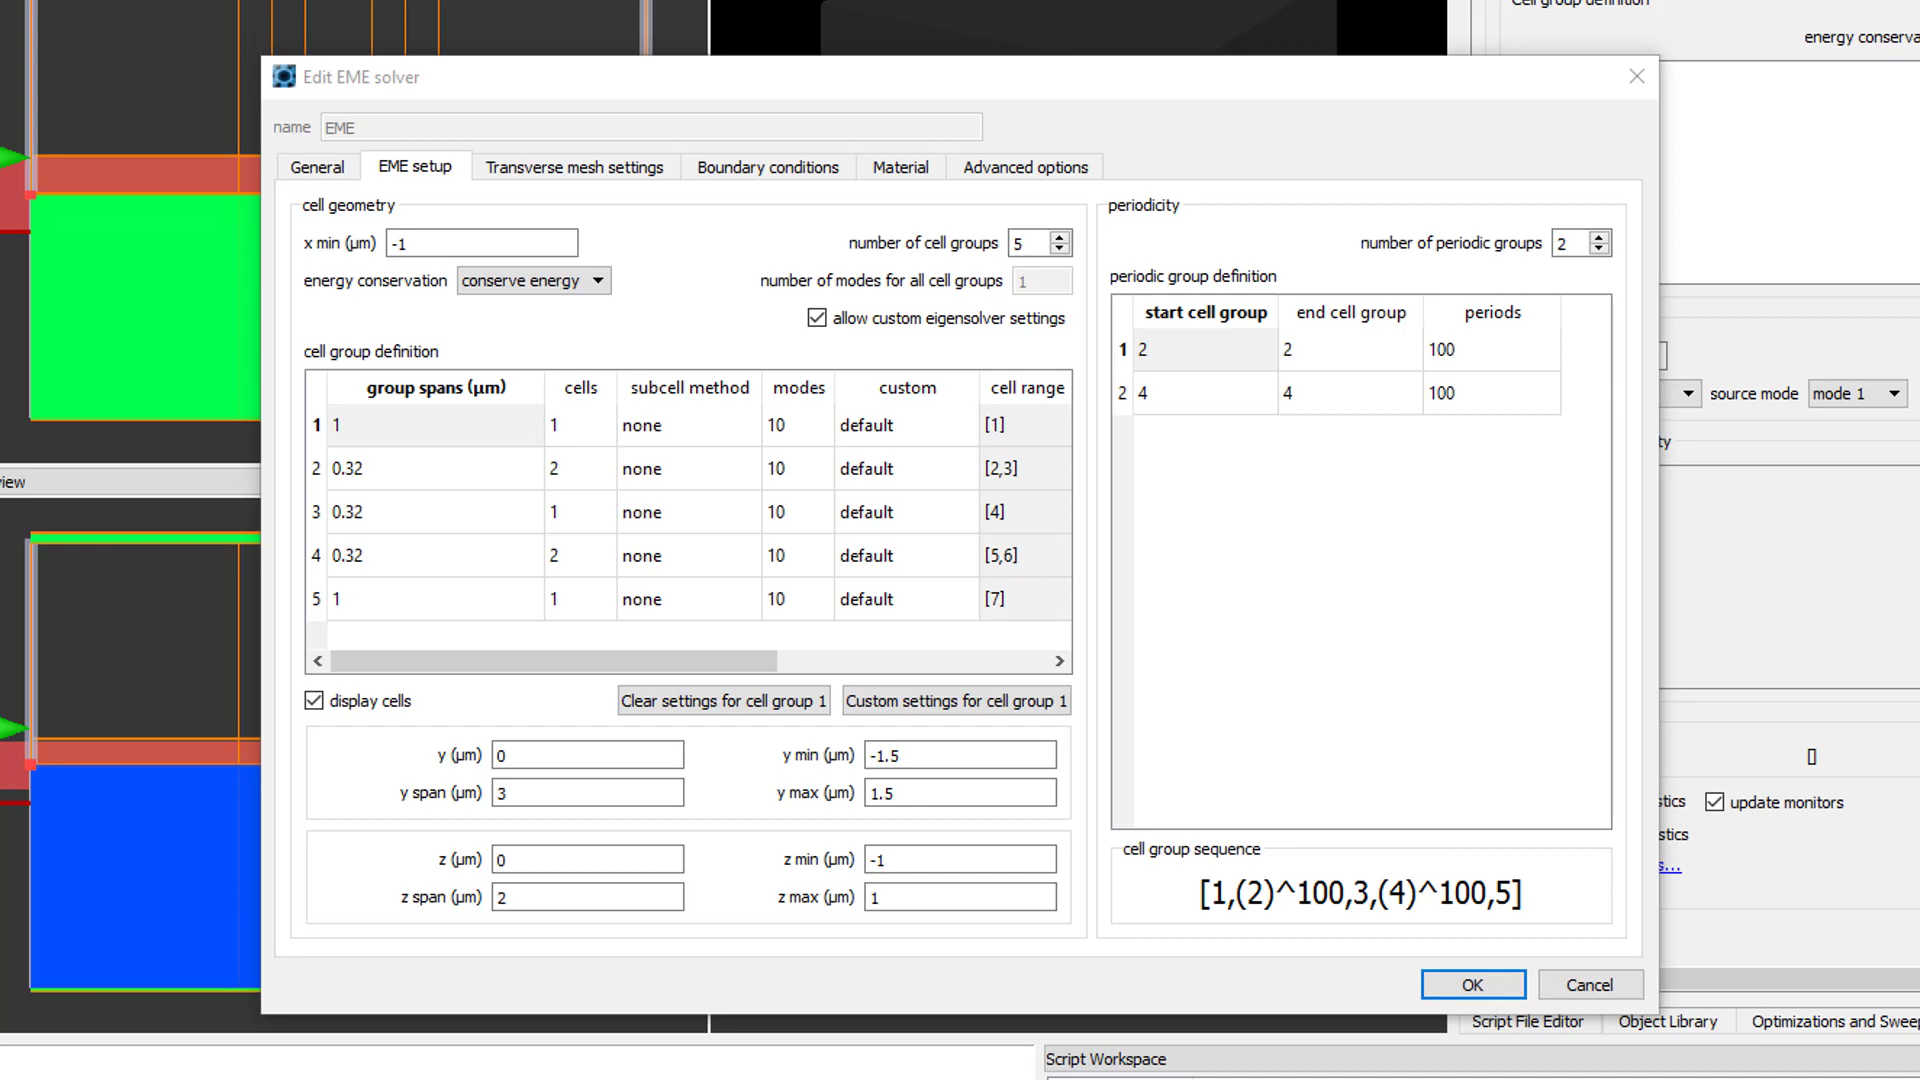 Cell group definition
energy conserva
Edit EME solver
name EME
General EME setup Transverse mesh settings Boundary conditions Material Advanced options
cell geometry
x min (µm) -1 number of cell groups 5
energy conservation conserve energy number of modes for all cell groups 1
allow custom eigensolver settings
cell group definition
group spans (µm) cells subcell method modes custom cell range
1 1 1 none 10 default [1]
2 0.32 2 none 10 default [2,3]
3 0.32 1 none 10 default [4]
4 0.32 2 none 10 default [5,6]
5 1 1 none 10 default [7]
display cells Clear settings for cell group 1 Custom settings for cell group 1
y (µm) 0 y min (µm) -1.5
y span (µm) 3 y max (µm) 1.5
z (µm) 0 z min (µm) -1
z span (µm) 2 z max (µm) 1
periodicity
number of periodic groups 2
periodic group definition
start cell group end cell group periods
1 2 2 100
2 4 4 100
cell group sequence
[1,(2)^100,3,(4)^100,5]
OK Cancel
iew
source mode mode 1
ty
stics update monitors
stics
s...
Script File Editor Object Library Optimizations and Sweep
Script Workspace